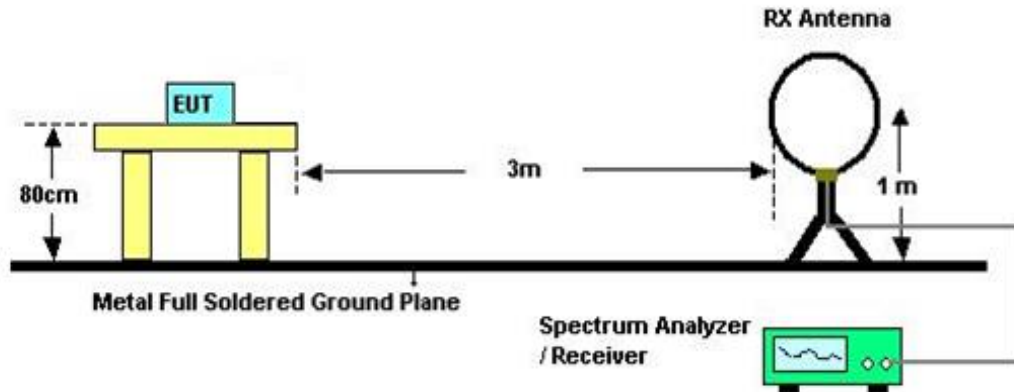 RX Antenna
EUT
80cm
3m
1 m
Metal Full Soldered Ground Plane
Spectrum Analyzer
/ Receiver